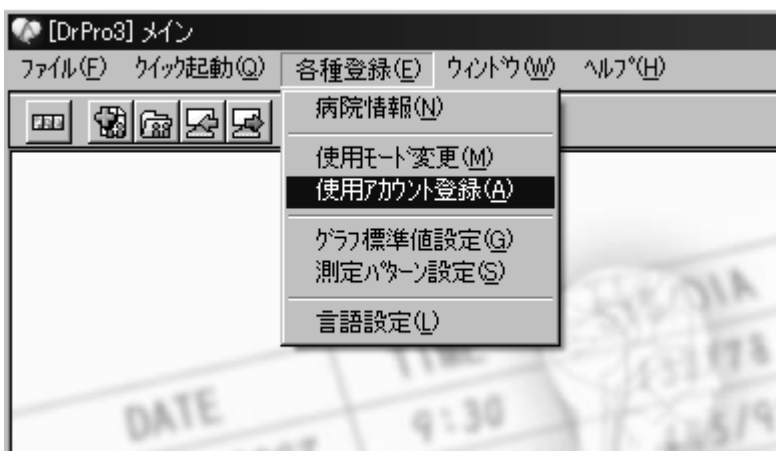 [DrPro3] メイン
ファイル(F) クイック起動(Q) 各種登録(E) ウィンドウ(W) ヘルプ(H)
病院情報(N)
使用モード変更(M)
使用アカウント登録(A)
グラフ標準値設定(G)
測定パターン設定(S)
言語設定(L)
DIA
DATE
9:30